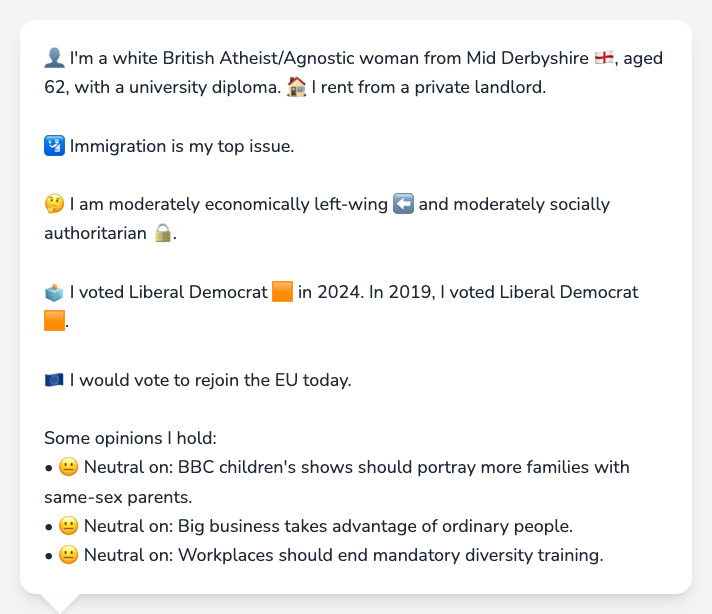 👤 I'm a white British Atheist/Agnostic woman from Mid Derbyshire 🏴󠁧󠁢󠁥󠁮󠁧󠁿, aged
62, with a university diploma. 🏠 I rent from a private landlord.
🛂 Immigration is my top issue.
🤔 I am moderately economically left-wing ⬅️ and moderately socially
authoritarian 🔒.
🗳️ I voted Liberal Democrat 🟧 in 2024. In 2019, I voted Liberal Democrat
🟧.
🇪🇺 I would vote to rejoin the EU today.
Some opinions I hold:
• 😐 Neutral on: BBC children's shows should portray more families with
same-sex parents.
• 😐 Neutral on: Big business takes advantage of ordinary people.
• 😐 Neutral on: Workplaces should end mandatory diversity training.